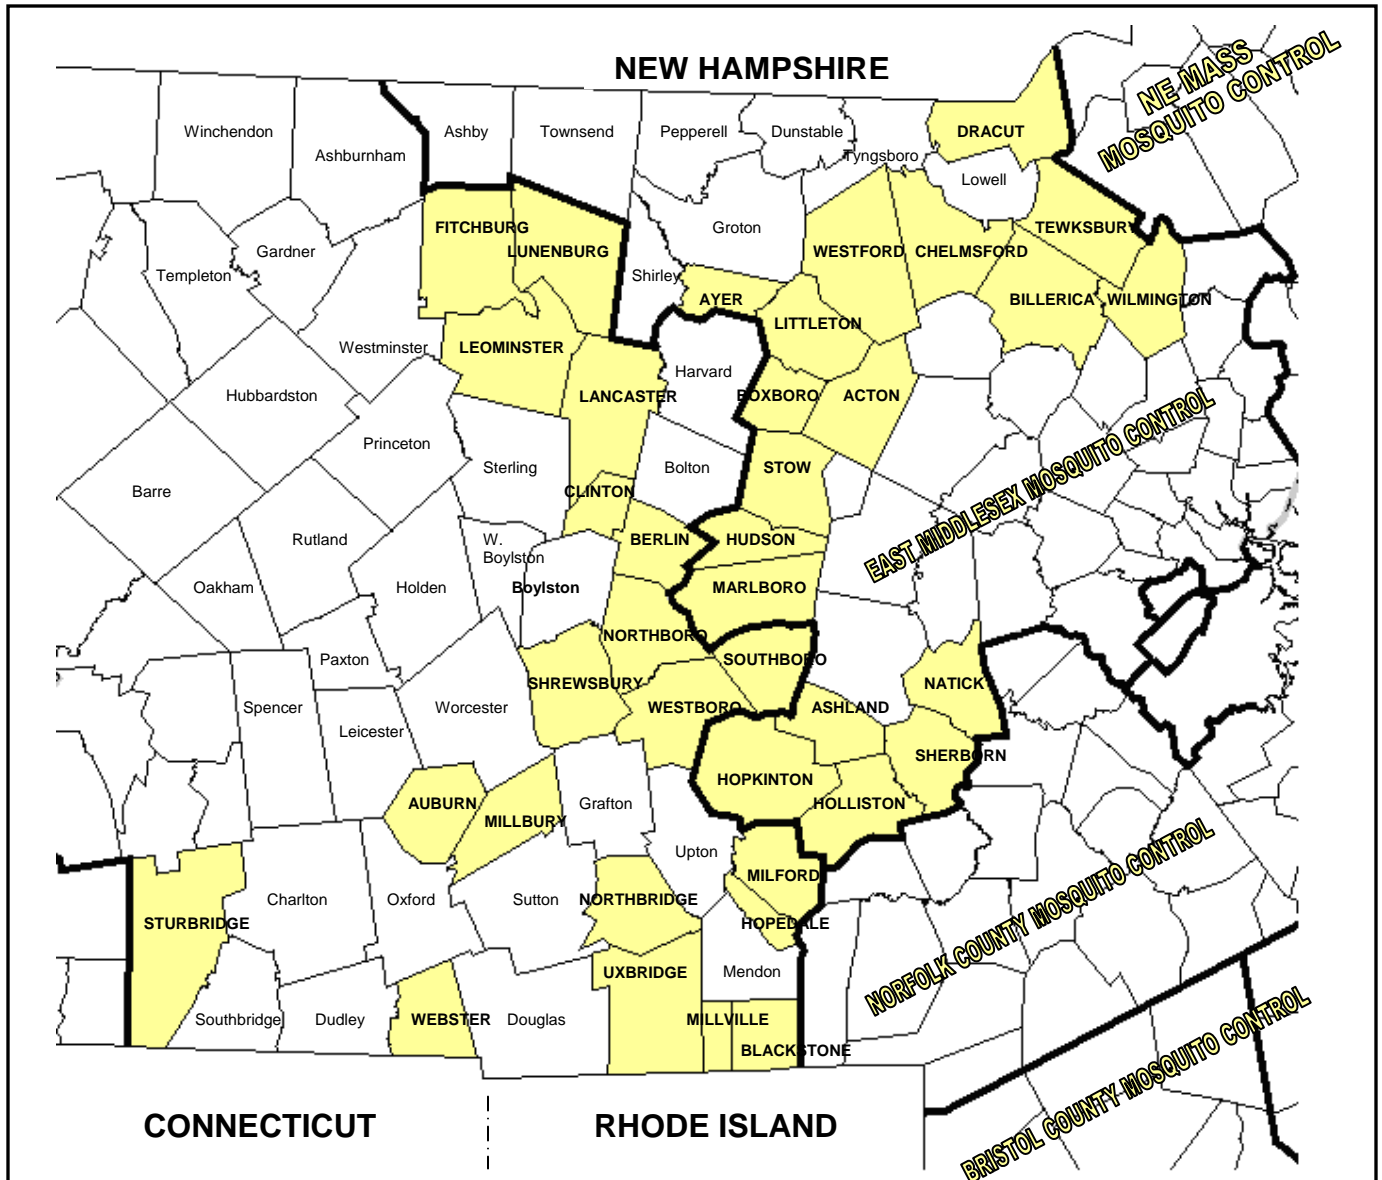 NEW HAMPSHIRE
NE MASS
MOSQUITO CONTROL
Winchendon
Ashby
Townsend
Pepperell
Dunstable
DRACUT
Ashburnham
Tyngsboro
Lowell
FITCHBURG
Groton
TEWKSBURY
LUNENBURG
WESTFORD
CHELMSFORD
Gardner
Templeton
Shirley
AYER
BILLERICA
WILMINGTON
LITTLETON
Westminster
LEOMINSTER
Harvard
Hubbardston
LANCASTER
BOXBORO
ACTON
Princeton
Sterling
Bolton
STOW
EAST MIDDLESEX MOSQUITO CONTROL
Barre
CLINTON
Rutland
W.
Boylston
BERLIN
HUDSON
Oakham
Holden
Boylston
MARLBORO
NORTHBORO
Paxton
SOUTHBORO
SHREWSBURY
NATICK
Spencer
Worcester
WESTBORO
ASHLAND
Leicester
SHERBORN
HOPKINTON
AUBURN
Grafton
HOLLISTON
MILLBURY
Upton
MILFORD
NORFOLK COUNTY MOSQUITO CONTROL
Charlton
Oxford
Sutton
NORTHBRIDGE
STURBRIDGE
HOPEDALE
UXBRIDGE
Mendon
Southbridge
Dudley
WEBSTER
Douglas
MILLVILLE
BLACKSTONE
BRISTOL COUNTY MOSQUITO CONTROL
CONNECTICUT
RHODE ISLAND